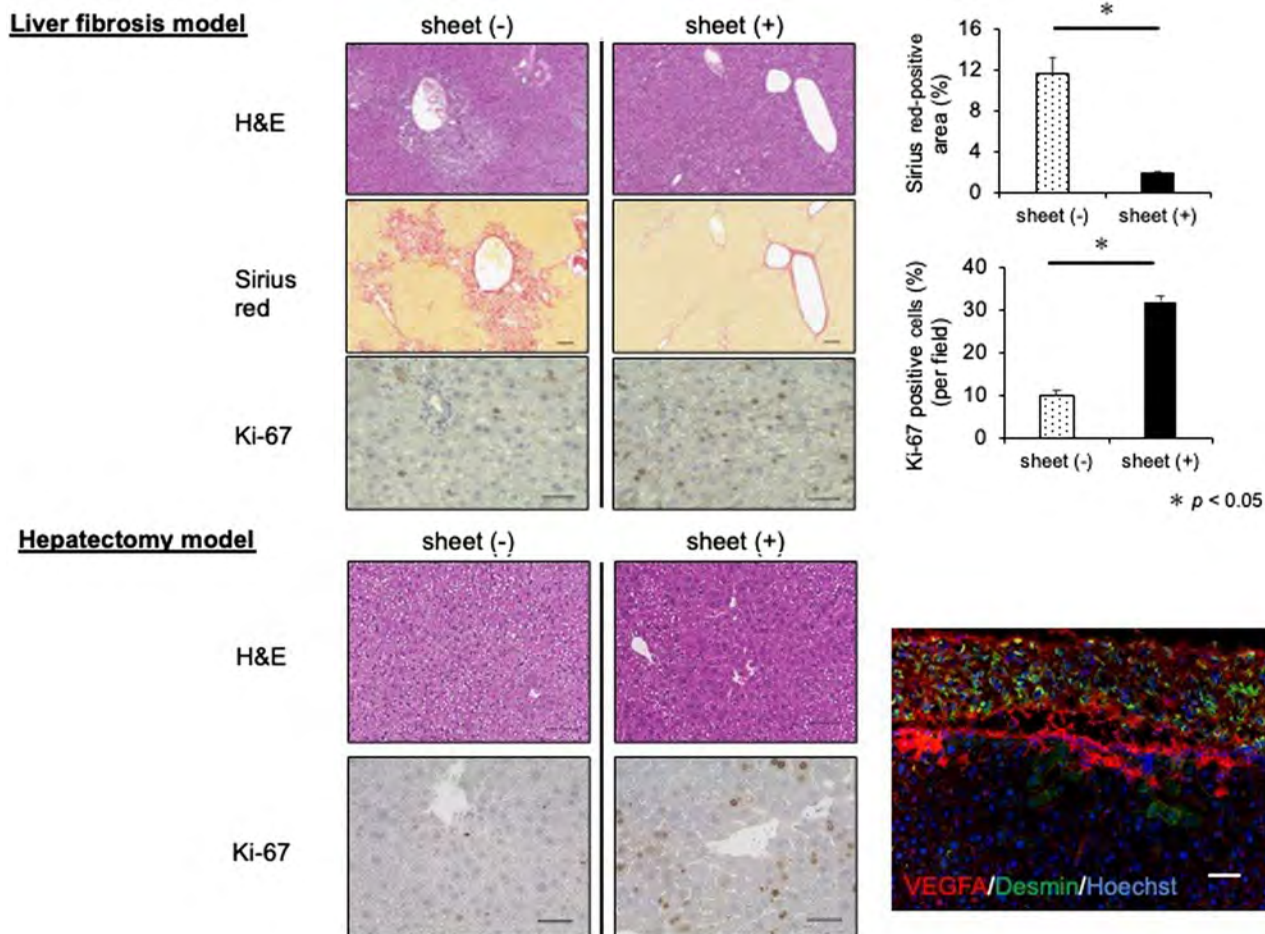 Liver fibrosis model
sheet (-)
sheet (+)
H&E
Sirius
red
Ki-67
Sirius red-positive
area (%)
16
12
8
4
0
*
sheet (-)
sheet (+)
Ki-67 positive cells (%)
(per field)
40
30
20
10
0
*
sheet (-)
sheet (+)
* p < 0.05
Hepatectomy model
sheet (-)
sheet (+)
H&E
Ki-67
VEGFA/Desmin/Hoechst